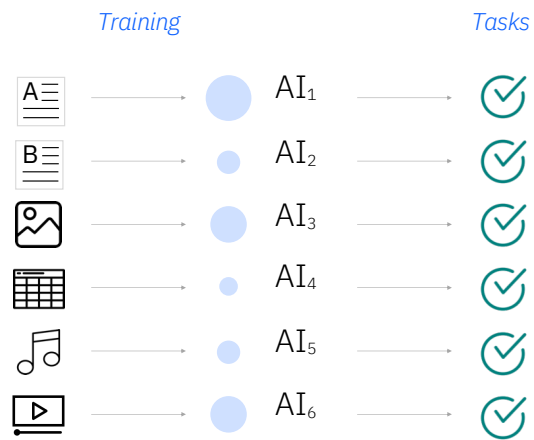 Training Tasks
A AI₁
B AI₂
AI₃
AI₄
AI₅
AI₆